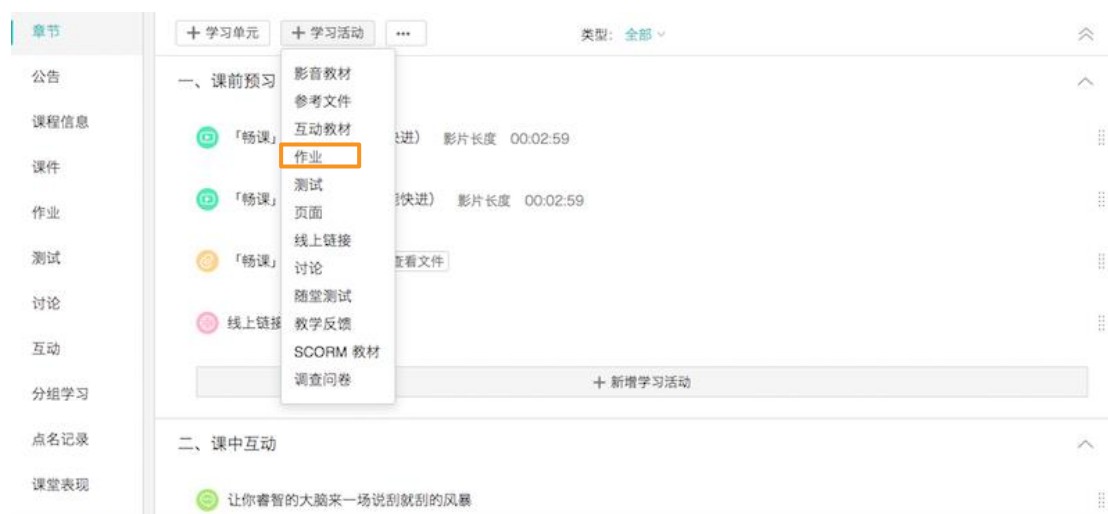 章节
＋ 学习单元
＋ 学习活动
•••
类型： 全部
公告
课程信息
课件
作业
测试
讨论
互动
分组学习
点名记录
课堂表现
影音教材
参考文件
互动教材
作业
测试
页面
线上链接
讨论
随堂测试
教学反馈
SCORM 教材
调查问卷
一、课前预习
「畅课」 快进） 影片长度 00:02:59
「畅课」 能快进） 影片长度 00:02:59
「畅课」 查看文件
线上链接
＋ 新增学习活动
二、课中互动
让你睿智的大脑来一场说刮就刮的风暴